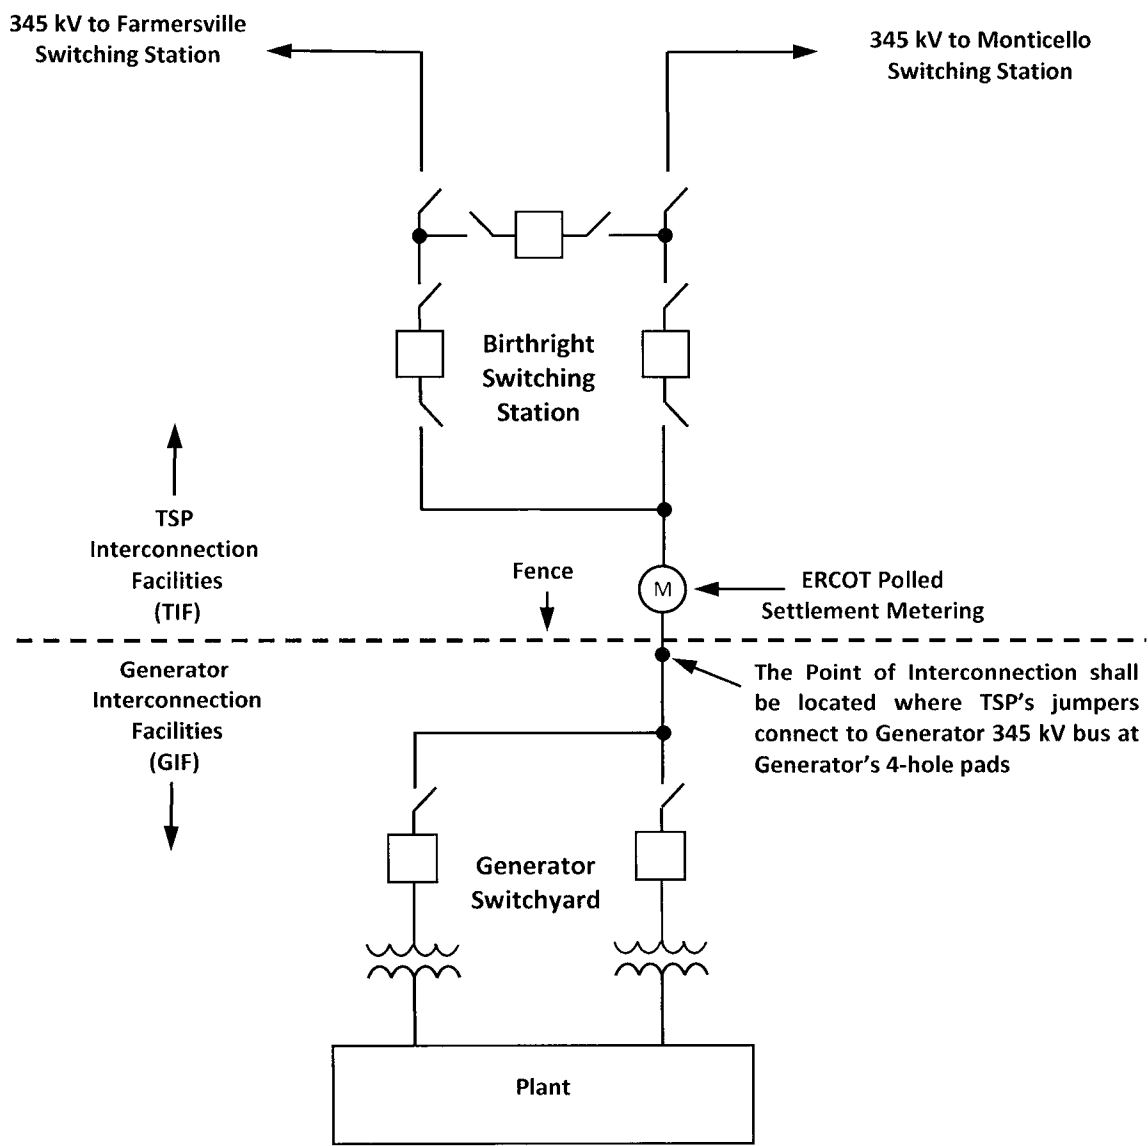 345 kV to Farmersville
Switching Station
345 kV to Monticello
Switching Station
Birthright
Switching
Station
TSP
Interconnection
Facilities
(TIF)
Fence
M
ERCOT Polled
Settlement Metering
Generator
Interconnection
Facilities
(GIF)
The Point of Interconnection shall
be located where TSP's jumpers
connect to Generator 345 kV bus at
Generator's 4-hole pads
Generator
Switchyard
Plant